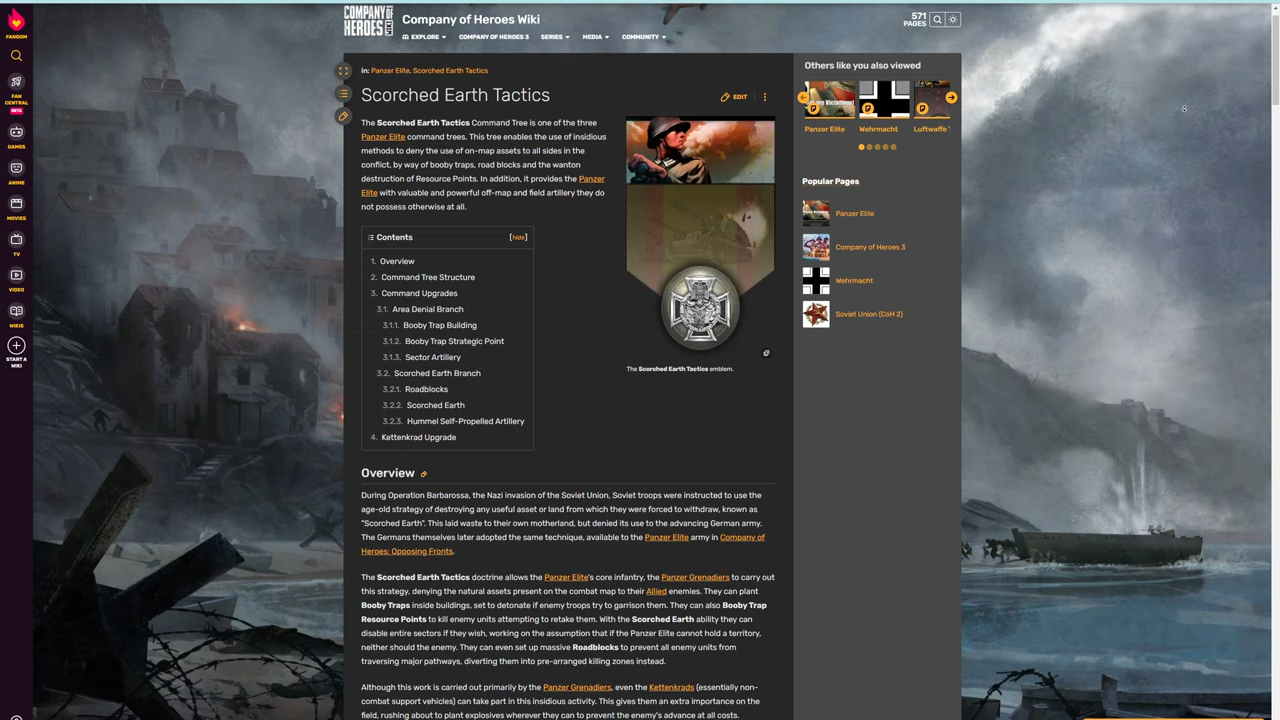 COMPANY OF
HEROES WIKI
Company of Heroes Wiki
571
PAGES
EXPLORE
COMPANY OF HEROES 3
SERIES
MEDIA
COMMUNITY
FANDOM
FAN
CENTRAL
BETA
GAMES
ANIME
MOVIES
TV
VIDEO
WIKIS
START A
WIKI
in: Panzer Elite, Scorched Earth Tactics
Scorched Earth Tactics
EDIT
The Scorched Earth Tactics Command Tree is one of the three
Panzer Elite command trees. This tree enables the use of insidious
methods to deny the use of on-map assets to all sides in the
conflict, by way of booby traps, road blocks and the wanton
destruction of Resource Points. In addition, it provides the Panzer
Elite with valuable and powerful off-map and field artillery they do
not possess otherwise at all.
The Scorched Earth Tactics emblem.
Contents [hide]
1. Overview
2. Command Tree Structure
3. Command Upgrades
3.1. Area Denial Branch
3.1.1. Booby Trap Building
3.1.2. Booby Trap Strategic Point
3.1.3. Sector Artillery
3.2. Scorched Earth Branch
3.2.1. Roadblocks
3.2.2. Scorched Earth
3.2.3. Hummel Self-Propelled Artillery
4. Kettenkrad Upgrade
Overview
During Operation Barbarossa, the Nazi invasion of the Soviet Union, Soviet troops were instructed to use the
age-old strategy of destroying any useful asset or land from which they were forced to withdraw, known as
"Scorched Earth". This laid waste to their own motherland, but denied its use to the advancing German army.
The Germans themselves later adopted the same technique, available to the Panzer Elite army in Company of
Heroes: Opposing Fronts.
The Scorched Earth Tactics doctrine allows the Panzer Elite's core infantry, the Panzer Grenadiers to carry out
this strategy, denying the natural assets present on the combat map to their Allied enemies. They can plant
Booby Traps inside buildings, set to detonate if enemy troops try to garrison them. They can also Booby Trap
Resource Points to kill enemy units attempting to retake them. With the Scorched Earth ability they can
disable entire sectors if they wish, working on the assumption that if the Panzer Elite cannot hold a territory,
neither should the enemy. They can even set up massive Roadblocks to prevent all enemy units from
traversing major pathways, diverting them into pre-arranged killing zones instead.
Although this work is carried out primarily by the Panzer Grenadiers, even the Kettenkrads (essentially non-
combat support vehicles) can take part in this insidious activity. This gives them an extra importance on the
field, rushing about to plant explosives wherever they can to prevent the enemy's advance at all costs.
Others like you also viewed
Panzer Elite
Wehrmacht
Luftwaffe
Popular Pages
Panzer Elite
Company of Heroes 3
Wehrmacht
Soviet Union (CoH 2)